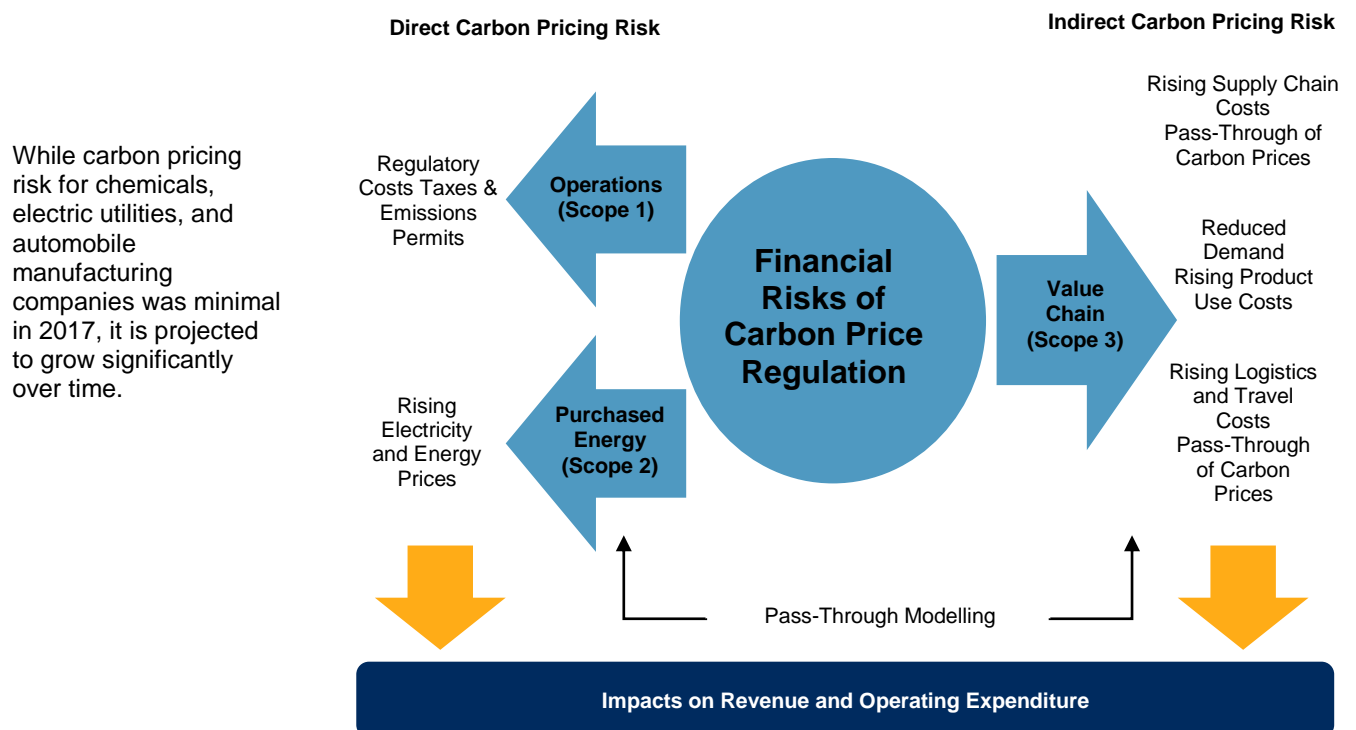 Direct Carbon Pricing Risk
Indirect Carbon Pricing Risk
While carbon pricing
risk for chemicals,
electric utilities, and
automobile
manufacturing
companies was minimal
in 2017, it is projected
to grow significantly
over time.
Regulatory
Costs Taxes &
Emissions
Permits
Operations
(Scope 1)
Rising
Electricity
and Energy
Prices
Purchased
Energy
(Scope 2)
Financial
Risks of
Carbon Price
Regulation
Value
Chain
(Scope 3)
Rising Supply Chain
Costs
Pass-Through of
Carbon Prices
Reduced
Demand
Rising Product
Use Costs
Rising Logistics
and Travel
Costs
Pass-Through
of Carbon
Prices
Pass-Through Modelling
Impacts on Revenue and Operating Expenditure